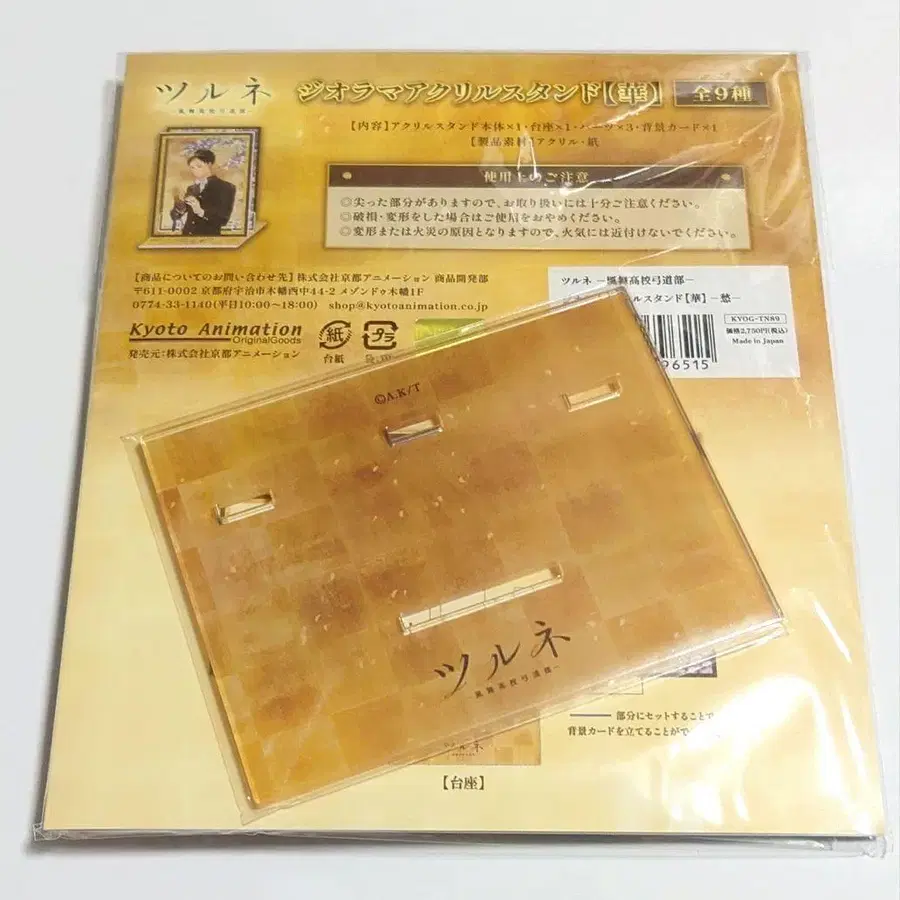 ツルネ
―風舞高校弓道部―
ジオラマアクリルスタンド【華】
全9種
【内容】アクリルスタンド本体×1・台座×1・パーツ×3・背景カード×1
【製品素材】アクリル・紙
使用上のご注意
◎尖った部分がありますので、お取り扱いには十分ご注意ください。
◎破損・変形をした場合はご使用をおやめください。
◎変形または火災の原因となりますので、火気には近付けないでください。
【商品についてのお問い合わせ先】株式会社京都アニメーション 商品開発部
〒611-0002 京都府宇治市木幡西中44-2 メゾンドゥ木幡1F
0774-33-1140(平日10:00~18:00) shop@kyotoanimation.co.jp
Kyoto Animation
OriginalGoods
発売元:株式会社京都アニメーション
紙
台紙
プラ
ツルネ ―風舞高校弓道部―
ルスタンド【華】―愁―
KYOG-TN89
価格2,750円(税込)
Made in Japan
96515
©A.K/T
ツルネ
―風舞高校弓道部―
部分にセットすることで
背景カードを立てることが
ツルネ
【台座】